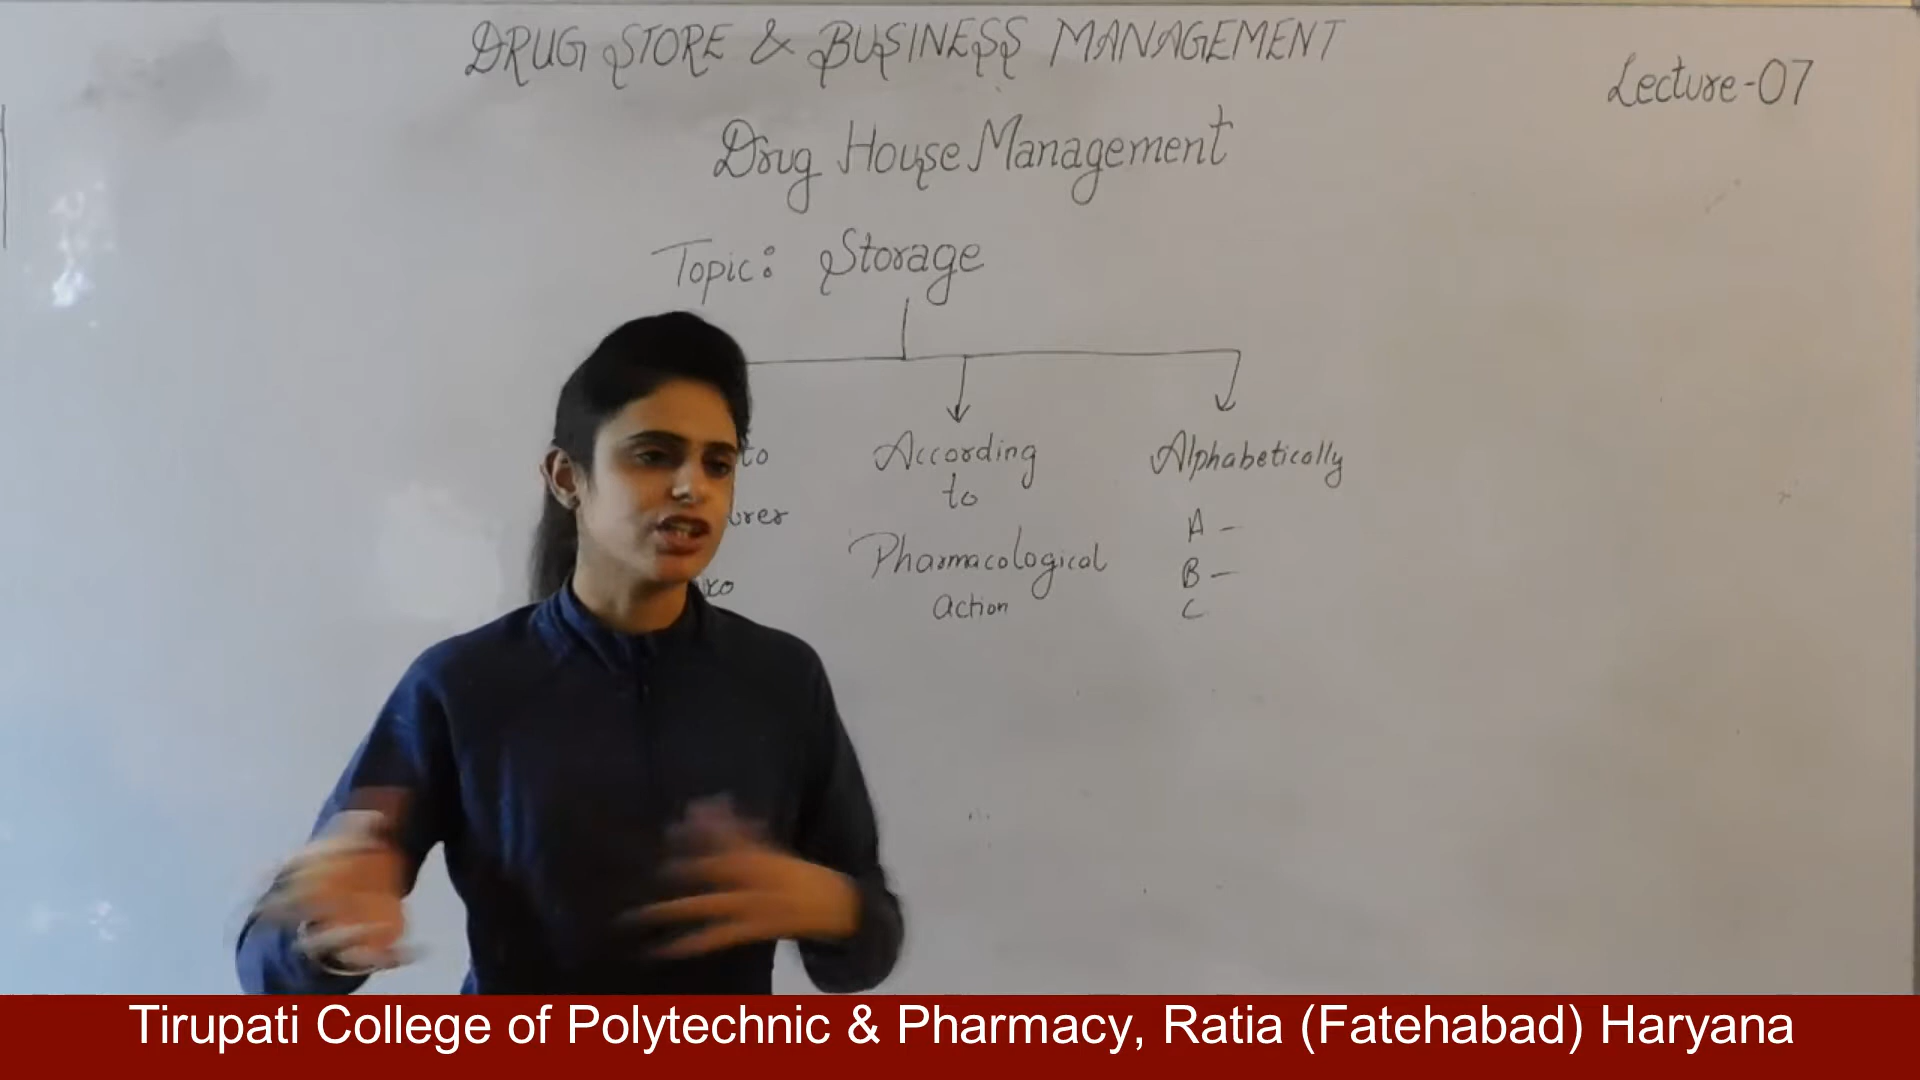 DRUG STORE & BUSINESS MANAGEMENT
Lecture-07
Drug House Management
Topic: Storage
to
According
to
Pharmacological
action
Alphabetically
A -
B -
C
Tirupati College of Polytechnic & Pharmacy, Ratia (Fatehabad) Haryana